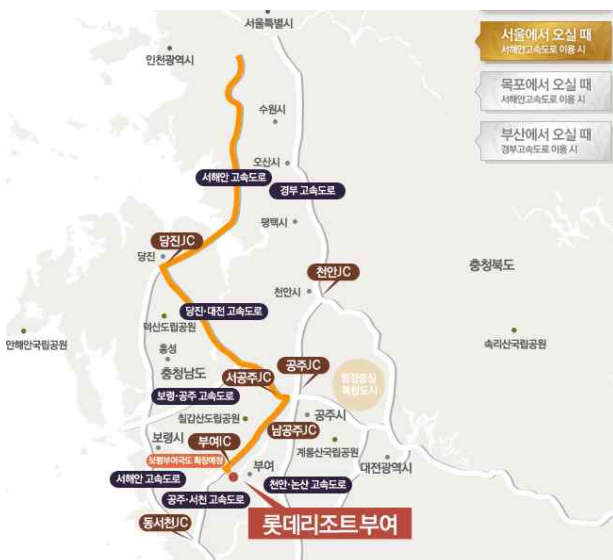 서울특별시
인천광역시
서울에서 오실 때
서해안고속도로 이용 시
목포에서 오실 때
서해안고속도로 이용 시
부산에서 오실 때
경부고속도로 이용 시
수원시
오산시
서해안 고속도로
경부 고속도로
평택시
당진JC
당진
천안JC
충청북도
천안시
당진·대전 고속도로
덕산도립공원
안해안국립공원
속리산국립공원
홍성
충청남도
공주JC
서공주JC
행정중심
복합도시
보령·공주 고속도로
칠갑산도립공원
공주시
남공주JC
보령시
부여IC
계룡산국립공원
보령부여국도 확장예정
부여
대전광역시
서해안 고속도로
천안·논산 고속도로
공주·서천 고속도로
동서천JC
롯데리조트부여